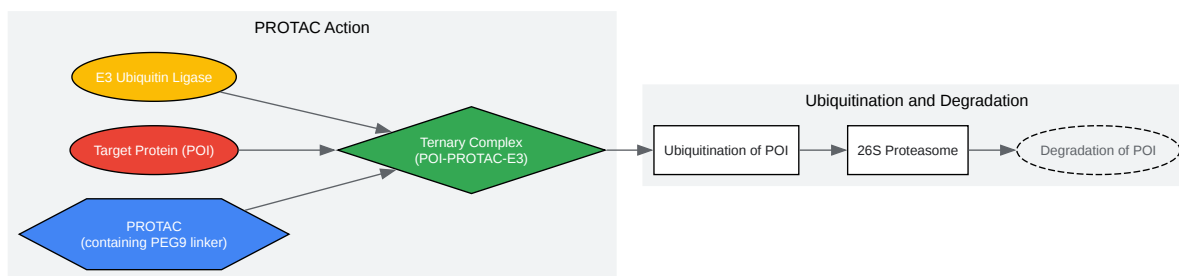 PROTAC Action
E3 Ubiquitin Ligase
Target Protein (POI)
PROTAC
(containing PEG9 linker)
Ternary Complex
(POI-PROTAC-E3)
Ubiquitination and Degradation
Ubiquitination of POI
26S Proteasome
Degradation of POI